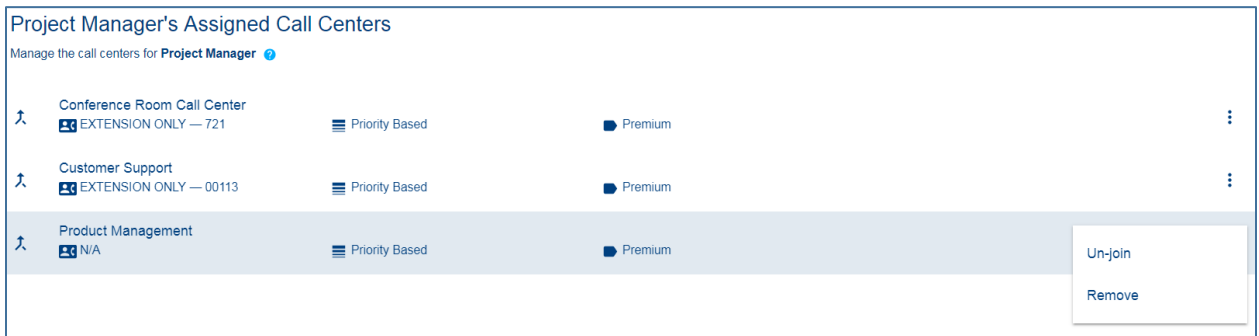 Project Manager's Assigned Call Centers
Manage the call centers for Project Manager ?
Conference Room Call Center
EXTENSION ONLY — 721 Priority Based Premium
Customer Support
EXTENSION ONLY — 00113 Priority Based Premium
Product Management
N/A Priority Based Premium
Un-join
Remove